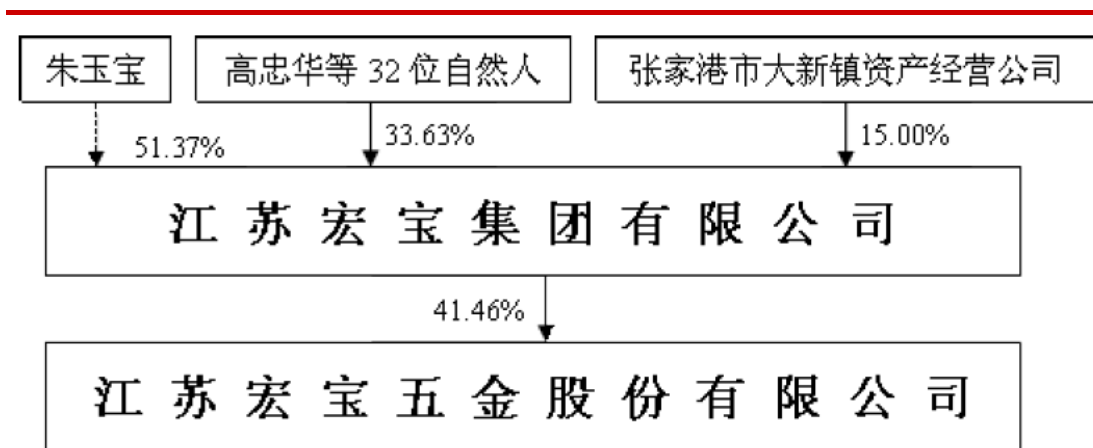 朱玉宝
高忠华等 32 位自然人
张家港市大新镇资产经营公司
51.37%
33.63%
15.00%
江苏宏宝集团有限公司
41.46%
江苏宏宝五金股份有限公司